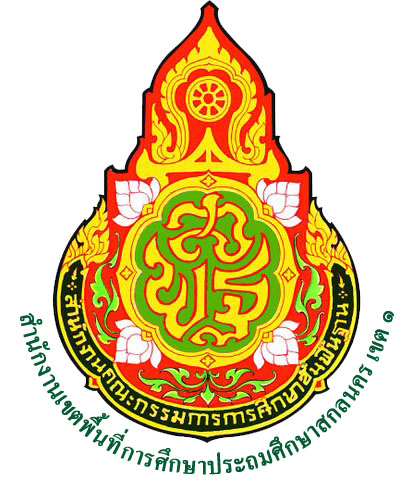 สพฐ
สำนักงานคณะกรรมการการศึกษาขั้นพื้นฐาน
สำนักงานเขตพื้นที่การศึกษาประถมศึกษาสกลนคร เขต ๑